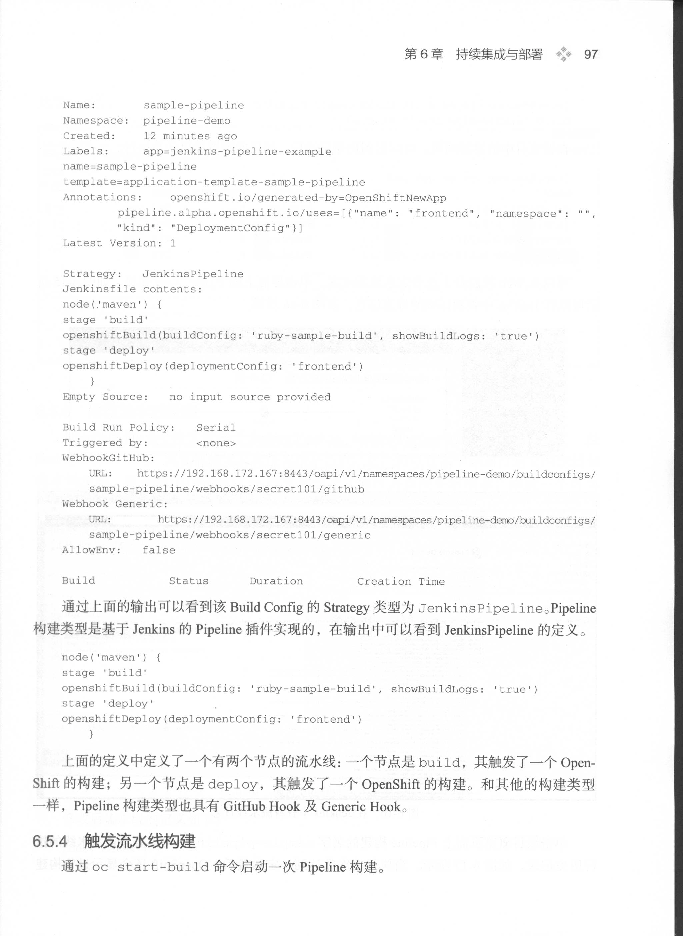 第6章 持续集成与部署 97
Name: sample-pipeline
Namespace: pipeline-demo
Created: 12 minutes ago
Labels: app=jenkins-pipeline-example
name=sample-pipeline
template=application-template-sample-pipeline
Annotations: openshift.io/generated-by=OpenShiftNewApp
pipeline.alpha.openshift.io/uses=[{"name": "frontend", "namespace": "",
"kind": "DeploymentConfig"}]
Latest Version: 1
Strategy: JenkinsPipeline
Jenkinsfile contents:
node('maven') {
stage 'build'
openshiftBuild(buildConfig: 'ruby-sample-build', showBuildLogs: 'true')
stage 'deploy'
openshiftDeploy(deploymentConfig: 'frontend')
}
Empty Source: no input source provided
Build Run Policy: Serial
Triggered by: <none>
WebhookGitHub:
URL: https://192.168.172.167:8443/oapi/v1/namespaces/pipeline-demo/buildconfigs/
sample-pipeline/webhooks/secret101/github
Webhook Generic:
URL: https://192.168.172.167:8443/oapi/v1/namespaces/pipeline-demo/buildconfigs/
sample-pipeline/webhooks/secret101/generic
AllowEnv: false
Build Status Duration Creation Time
通过上面的输出可以看到该 Build Config 的 Strategy 类型为 JenkinsPipeline。Pipeline
构建类型是基于 Jenkins 的 Pipeline 插件实现的，在输出中可以看到 JenkinsPipeline 的定义。
node('maven') {
stage 'build'
openshiftBuild(buildConfig: 'ruby-sample-build', showBuildLogs: 'true')
stage 'deploy'
openshiftDeploy(deploymentConfig: 'frontend')
}
上面的定义中定义了一个有两个节点的流水线：一个节点是 build，其触发了一个 Open-
Shift 的构建；另一个节点是 deploy，其触发了一个 OpenShift 的构建。和其他的构建类型
一样，Pipeline 构建类型也具有 GitHub Hook 及 Generic Hook。
6.5.4 触发流水线构建
通过 oc start-build 命令启动一次 Pipeline 构建。